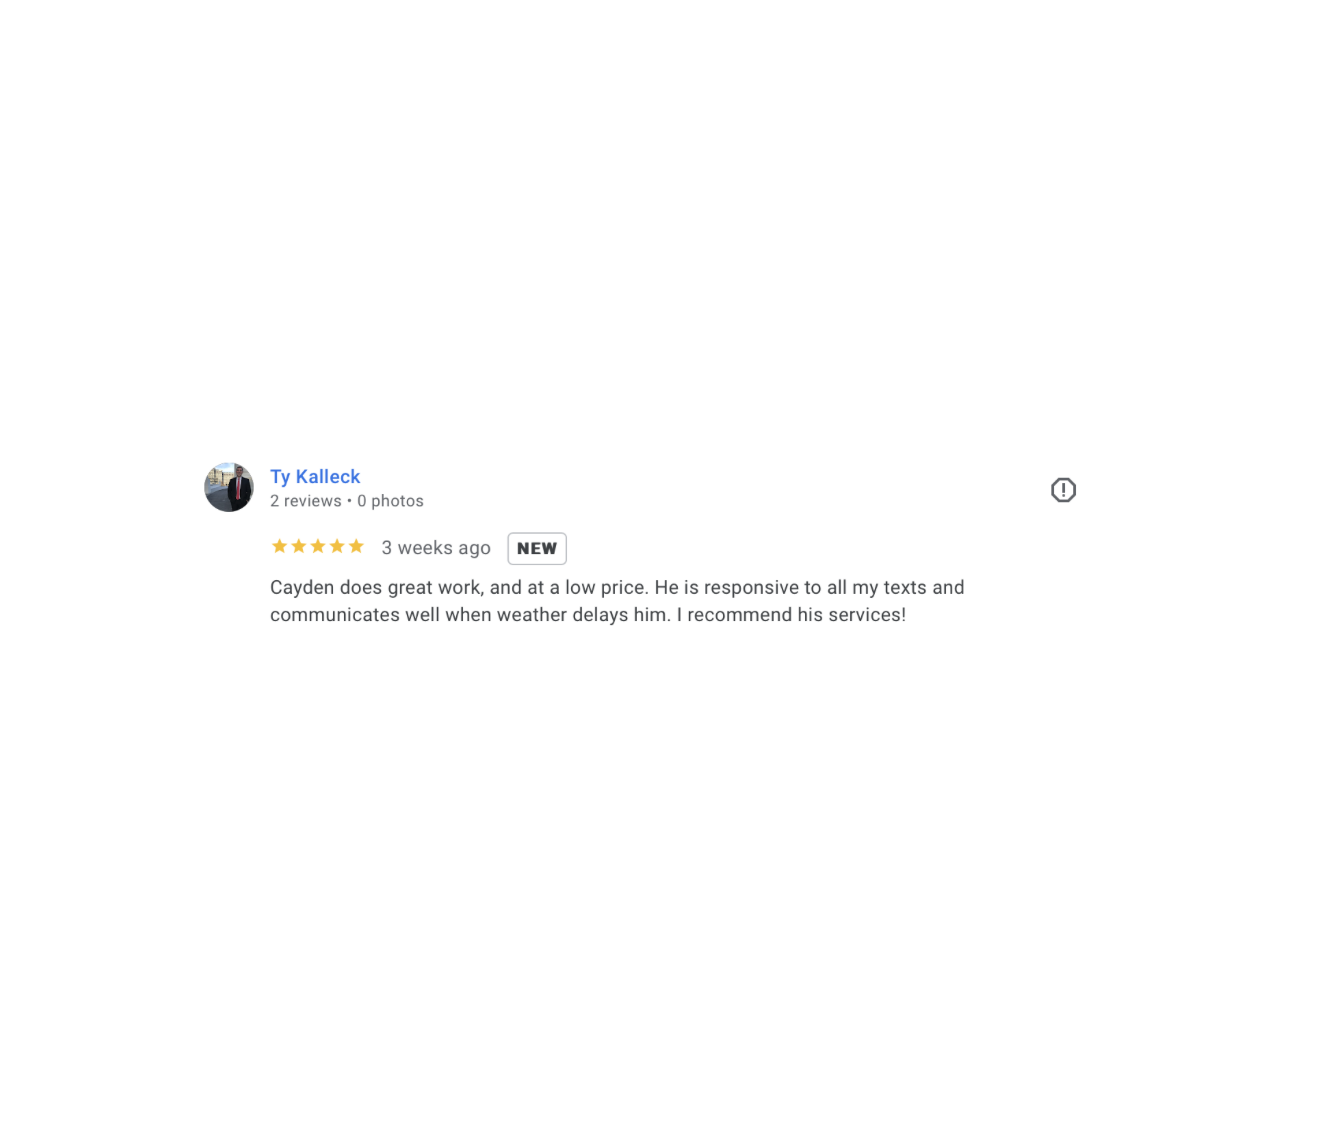 Ty Kalleck
2 reviews • 0 photos
3 weeks ago NEW
Cayden does great work, and at a low price. He is responsive to all my texts and
communicates well when weather delays him. I recommend his services!